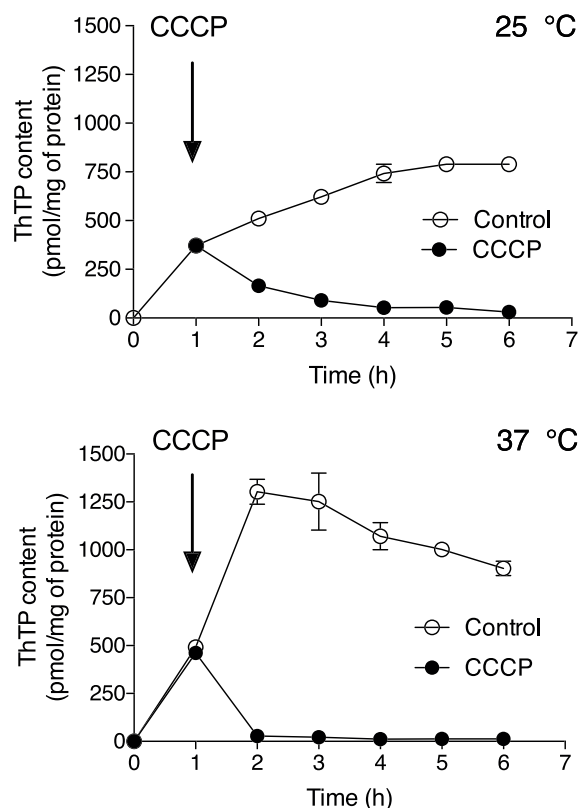 CCCP 25 °C
1500
1250
1000
750
500
250
0
ThTP content
(pmol/mg of protein)
Control
CCCP
0 1 2 3 4 5 6 7
Time (h)
CCCP 37 °C
1500
1250
1000
750
500
250
0
ThTP content
(pmol/mg of protein)
Control
CCCP
0 1 2 3 4 5 6 7
Time (h)